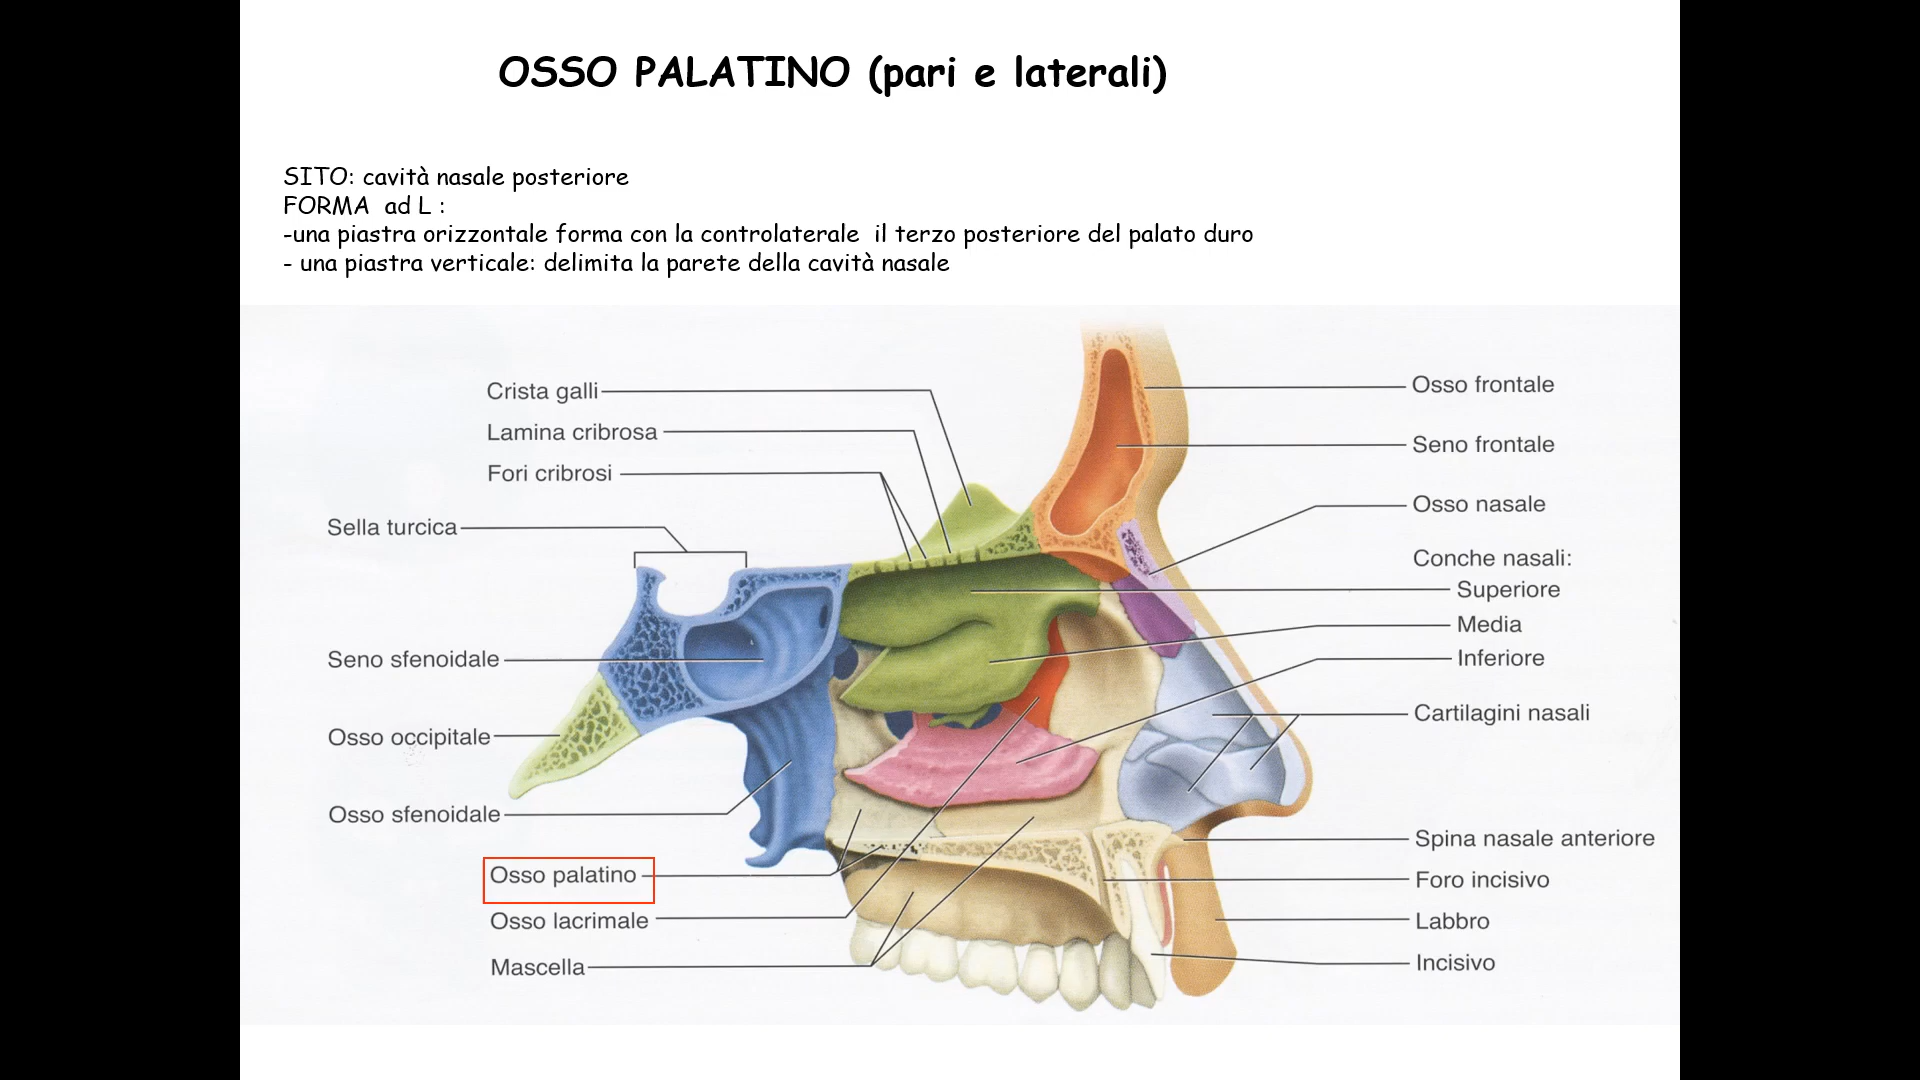 OSSO PALATINO (pari e laterali)
SITO: cavità nasale posteriore
FORMA ad L :
-una piastra orizzontale forma con la controlaterale il terzo posteriore del palato duro
- una piastra verticale: delimita la parete della cavità nasale
Crista galli
Lamina cribrosa
Fori cribrosi
Sella turcica
Seno sfenoidale
Osso occipitale
Osso sfenoidale
Osso palatino
Osso lacrimale
Mascella
Osso frontale
Seno frontale
Osso nasale
Conche nasali:
Superiore
Media
Inferiore
Cartilagini nasali
Spina nasale anteriore
Foro incisivo
Labbro
Incisivo